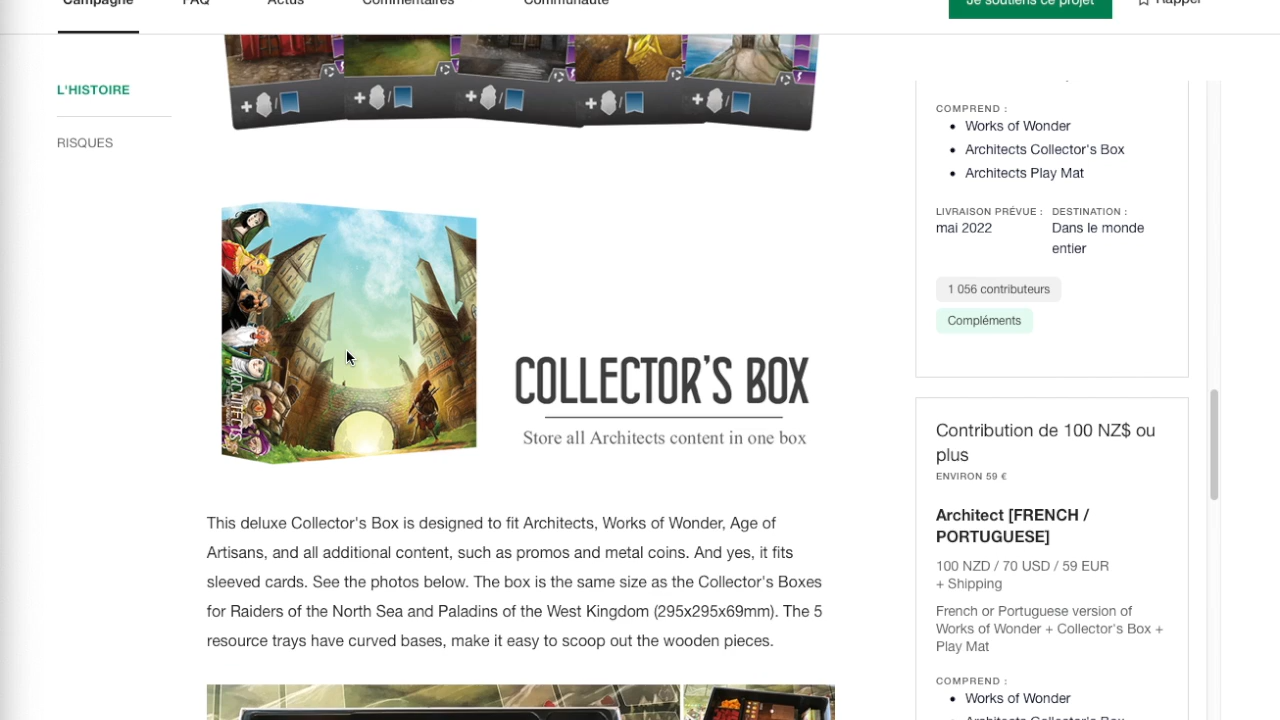 Campagne
FAQ
Actus
Commentaires
Communauté
Je soutiens ce projet
Rappel
L'HISTOIRE
RISQUES
ARCHITECTS
COLLECTOR'S BOX
Store all Architects content in one box
This deluxe Collector's Box is designed to fit Architects, Works of Wonder, Age of
Artisans, and all additional content, such as promos and metal coins. And yes, it fits
sleeved cards. See the photos below. The box is the same size as the Collector's Boxes
for Raiders of the North Sea and Paladins of the West Kingdom (295x295x69mm). The 5
resource trays have curved bases, make it easy to scoop out the wooden pieces.
COMPREND :
Works of Wonder
Architects Collector's Box
Architects Play Mat
LIVRAISON PRÉVUE :
mai 2022
DESTINATION :
Dans le monde
entier
1 056 contributeurs
Compléments
Contribution de 100 NZ$ ou
plus
ENVIRON 59 €
Architect [FRENCH /
PORTUGUESE]
100 NZD / 70 USD / 59 EUR
+ Shipping
French or Portuguese version of
Works of Wonder + Collector's Box +
Play Mat
COMPREND :
Works of Wonder
Architects Collector's Box